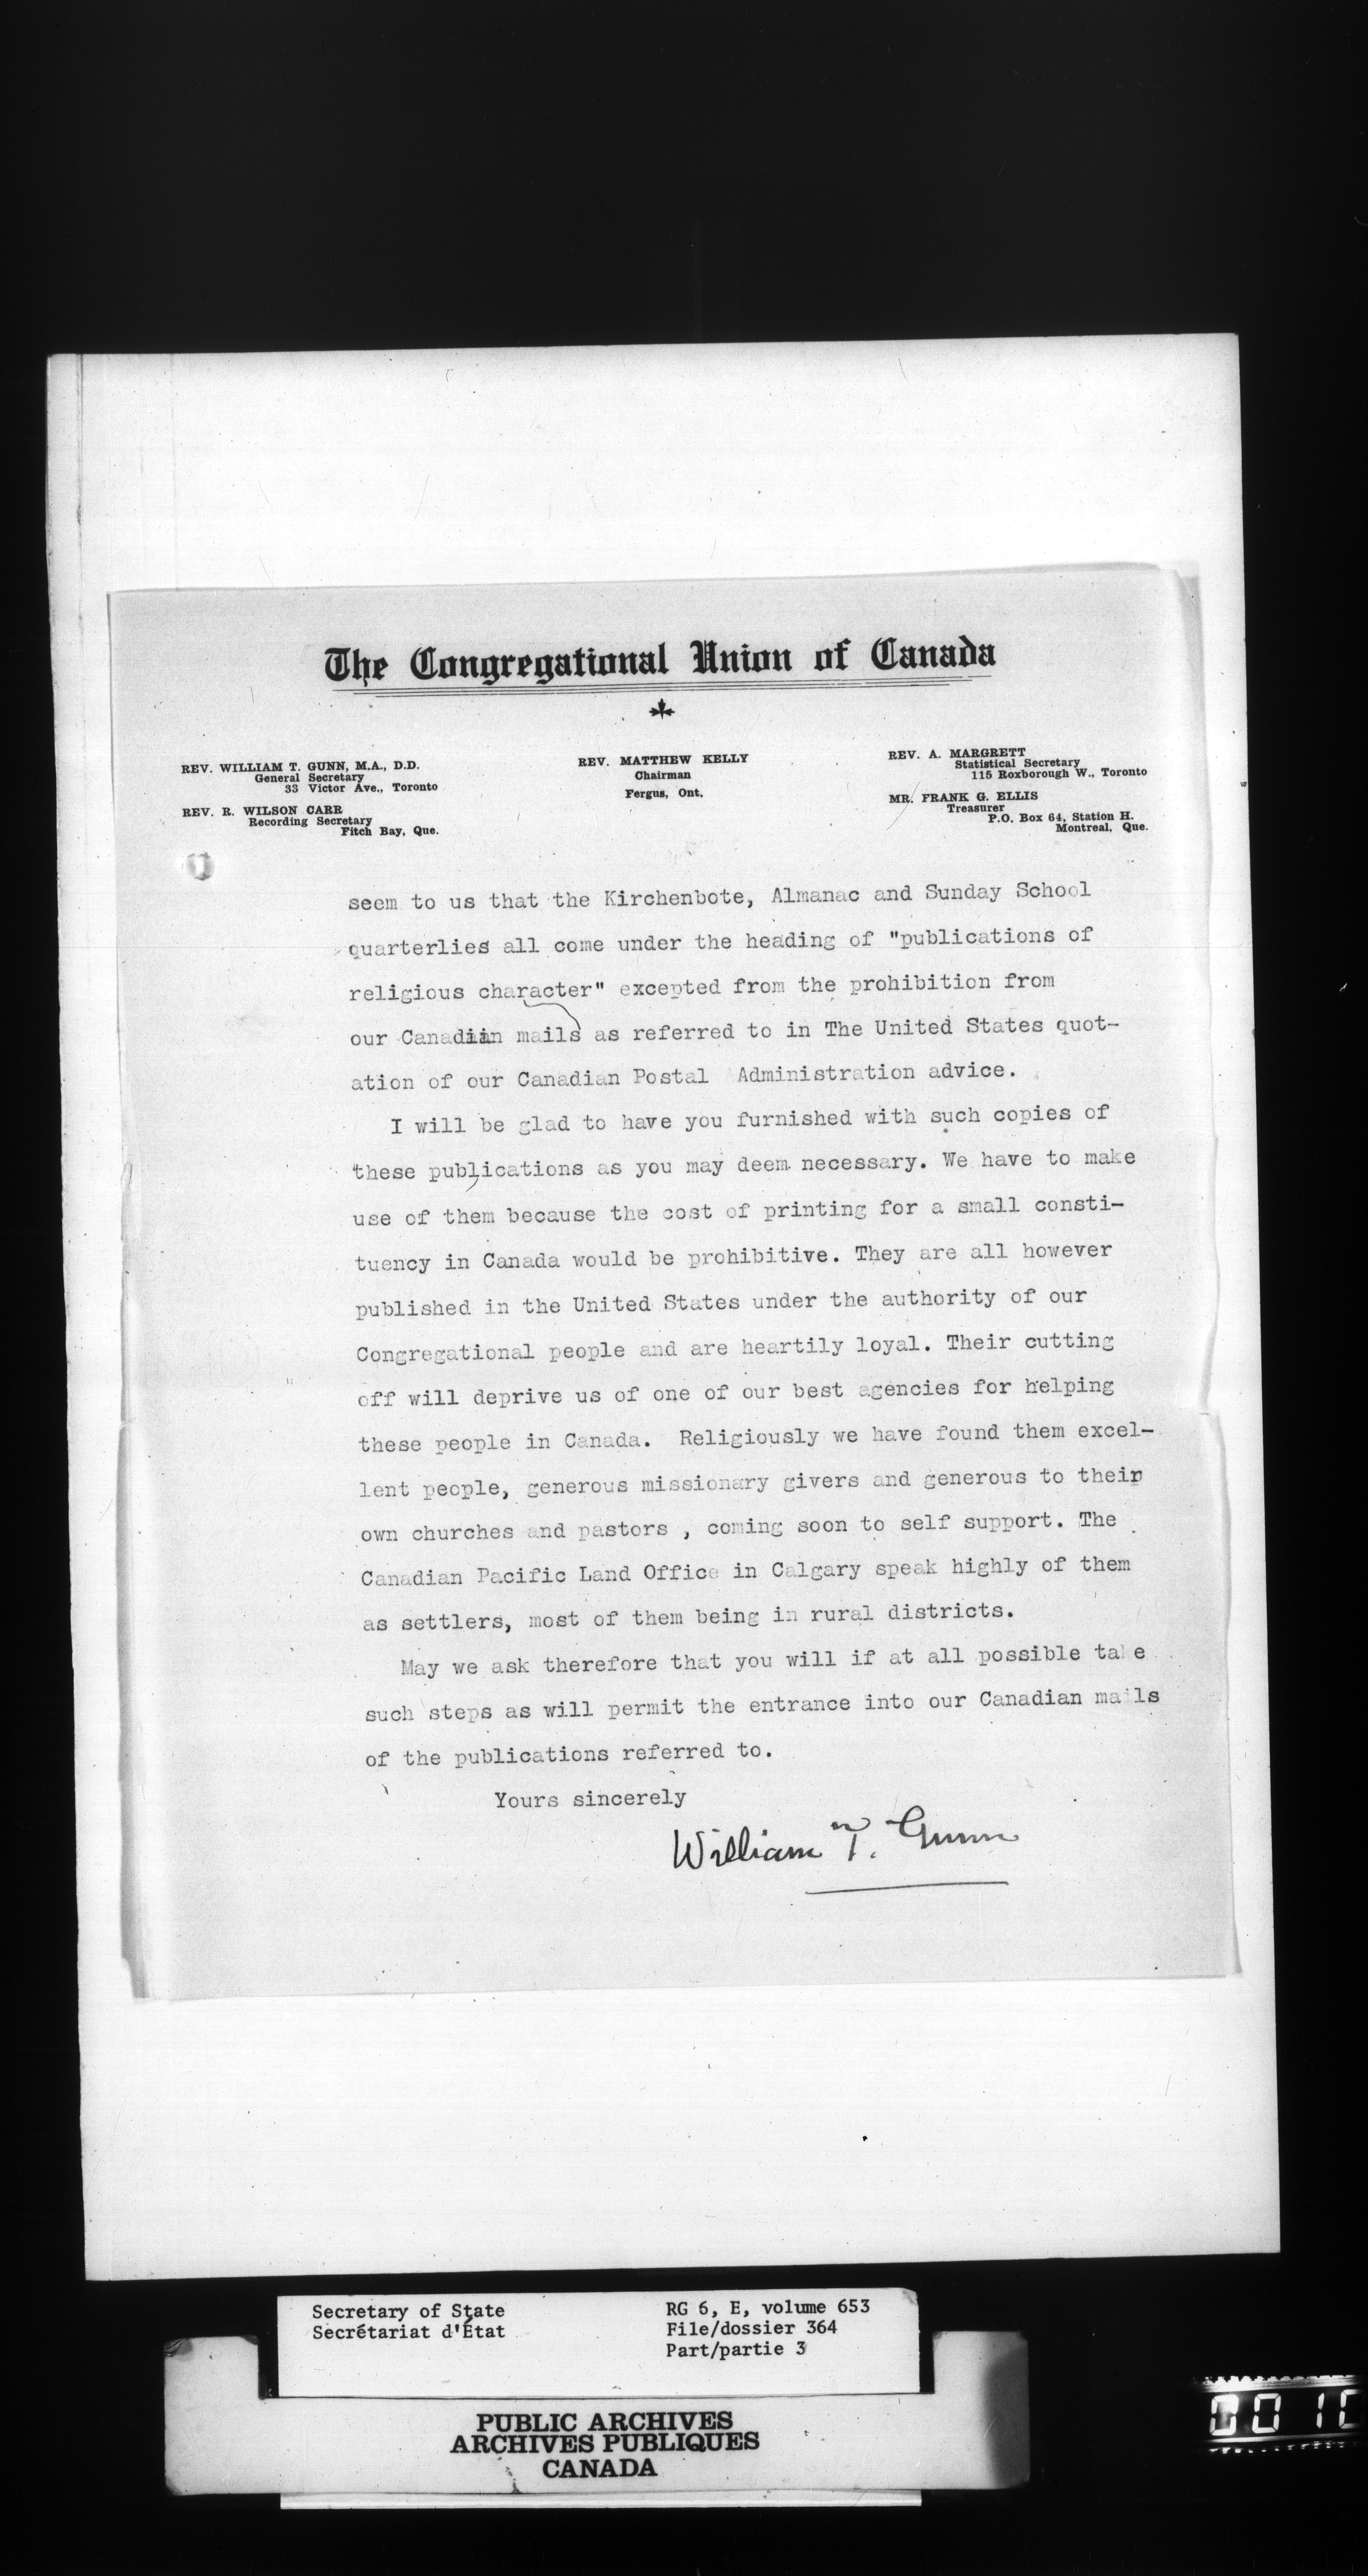 The Congregational Union of Canada
REV. WILLIAM T. GUNN, M.A., D.D.
General Secretary
33 Victor Ave., Toronto
REV. R. WILSON CARR
Recording Secretary
Fitch Bay, Que.
REV. MATTHEW KELLY
Chairman
Fergus, Ont.
REV. A. MARGRETT
Statistical Secretary
115 Roxborough W., Toronto
MR. FRANK G. ELLIS
Treasurer
P.O. Box 64, Station H.
Montreal, Que.
seem to us that the Kirchenbote, Almanac and Sunday School
quarterlies all come under the heading of "publications of
religious character" excepted from the prohibition from
our Canadian mails as referred to in The United States quot-
ation of our Canadian Postal Administration advice.
I will be glad to have you furnished with such copies of
these publications as you may deem necessary. We have to make
use of them because the cost of printing for a small consti-
tuency in Canada would be prohibitive. They are all however
published in the United States under the authority of our
Congregational people and are heartily loyal. Their cutting
off will deprive us of one of our best agencies for helping
these people in Canada. Religiously we have found them excel-
lent people, generous missionary givers and generous to their
own churches and pastors , coming soon to self support. The
Canadian Pacific Land Office in Calgary speak highly of them
as settlers, most of them being in rural districts.
May we ask therefore that you will if at all possible take
such steps as will permit the entrance into our Canadian mails
of the publications referred to.
Yours sincerely
William T. Gunn
Secretary of State
Secrétariat d'État
RG 6, E, volume 653
File/dossier 364
Part/partie 3
PUBLIC ARCHIVES
ARCHIVES PUBLIQUES
CANADA